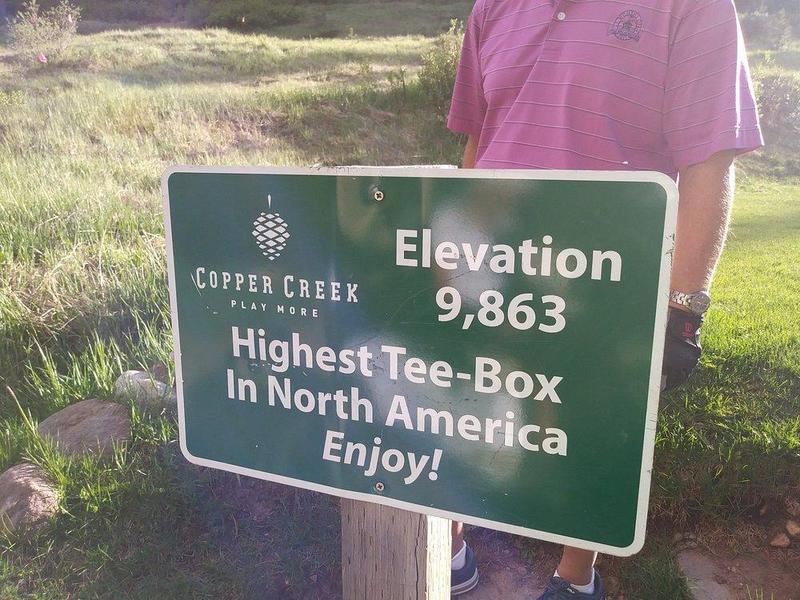 COPPER CREEK
PLAY MORE
Elevation
9,863
Highest Tee-Box
In North America
Enjoy!